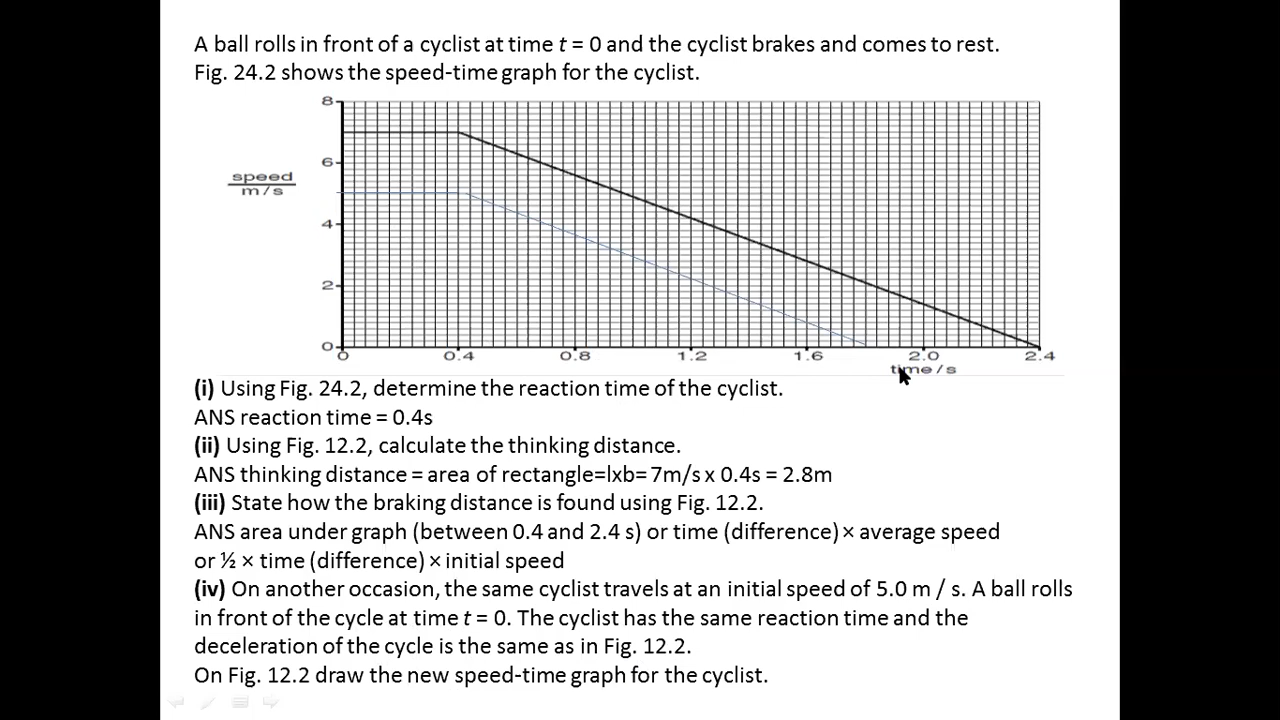 A ball rolls in front of a cyclist at time t = 0 and the cyclist brakes and comes to rest.
Fig. 24.2 shows the speed-time graph for the cyclist.
8
6
speed
m / s
4
2
0
0 0.4 0.8 1.2 1.6 2.0 2.4
time / s
(i) Using Fig. 24.2, determine the reaction time of the cyclist.
ANS reaction time = 0.4s
(ii) Using Fig. 12.2, calculate the thinking distance.
ANS thinking distance = area of rectangle=lxb= 7m/s x 0.4s = 2.8m
(iii) State how the braking distance is found using Fig. 12.2.
ANS area under graph (between 0.4 and 2.4 s) or time (difference) × average speed
or ½ × time (difference) × initial speed
(iv) On another occasion, the same cyclist travels at an initial speed of 5.0 m / s. A ball rolls
in front of the cycle at time t = 0. The cyclist has the same reaction time and the
deceleration of the cycle is the same as in Fig. 12.2.
On Fig. 12.2 draw the new speed-time graph for the cyclist.